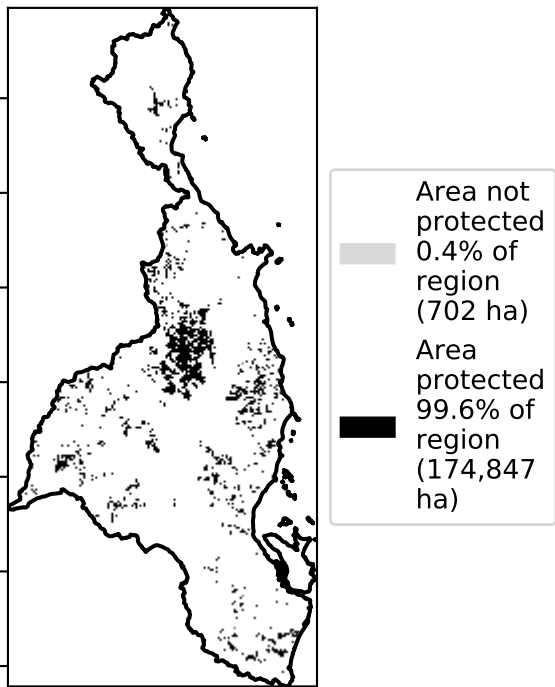 Area not
protected
0.4% of
region
(702 ha)
Area
protected
99.6% of
region
(174,847
ha)